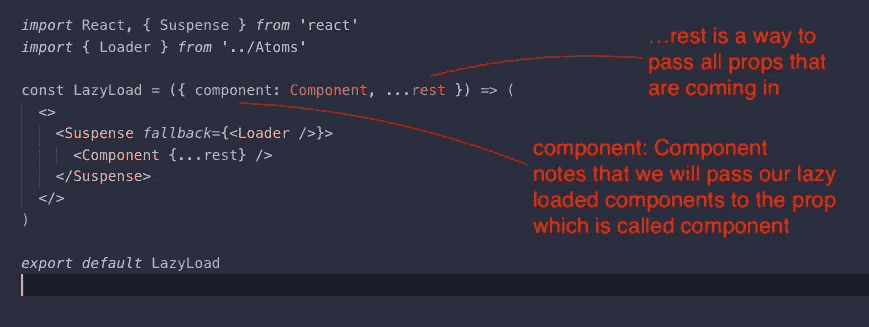 import React, { Suspense } from 'react'
import { Loader } from '../Atoms'
…rest is a way to
pass all props that
are coming in
const LazyLoad = ({ component: Component, ...rest }) => (
<>
<Suspense fallback={<Loader />}>
<Component {...rest} />
</Suspense>
</>
)
component: Component
notes that we will pass our lazy
loaded components to the prop
which is called component
export default LazyLoad